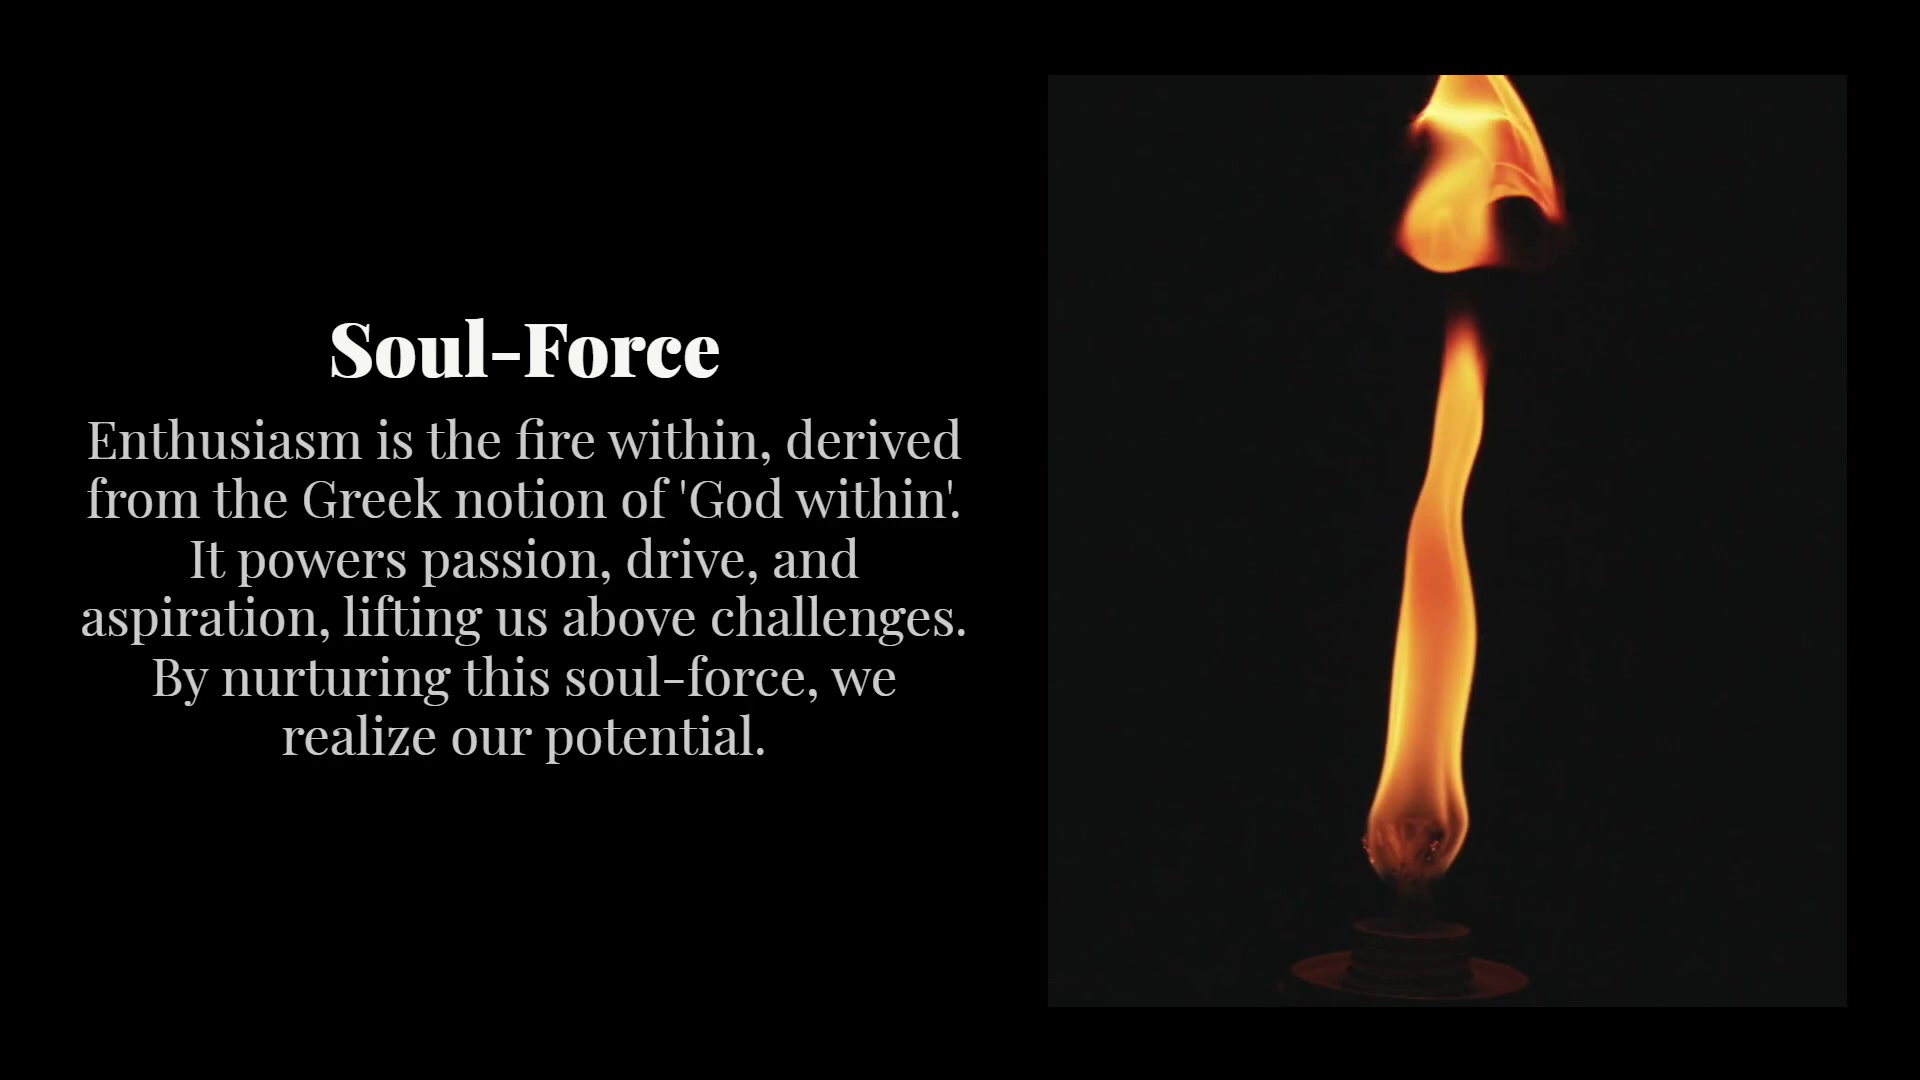 Soul-Force
Enthusiasm is the fire within, derived
from the Greek notion of 'God within'.
It powers passion, drive, and
aspiration, lifting us above challenges.
By nurturing this soul-force, we
realize our potential.